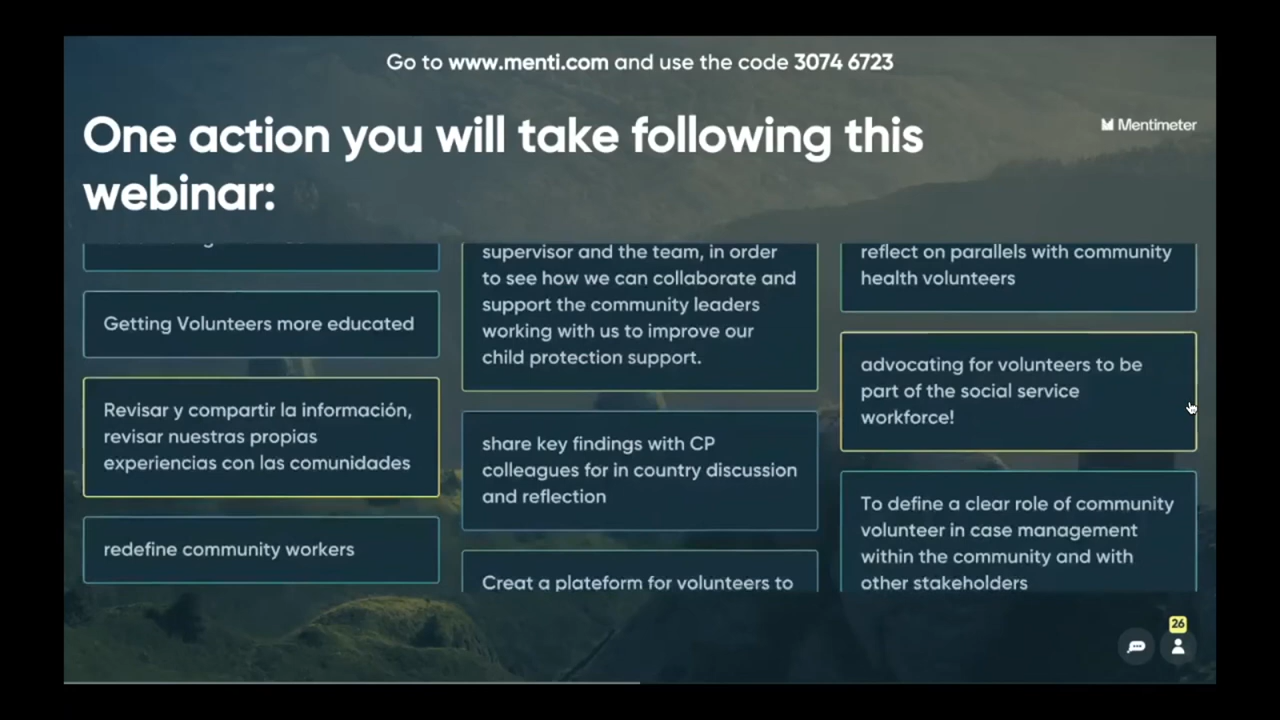 Go to www.menti.com and use the code 3074 6723
One action you will take following this
webinar:
Mentimeter
Getting Volunteers more educated
Revisar y compartir la información,
revisar nuestras propias
experiencias con las comunidades
redefine community workers
supervisor and the team, in order
to see how we can collaborate and
support the community leaders
working with us to improve our
child protection support.
share key findings with CP
colleagues for in country discussion
and reflection
Creat a plateform for volunteers to
reflect on parallels with community
health volunteers
advocating for volunteers to be
part of the social service
workforce!
To define a clear role of community
volunteer in case management
within the community and with
other stakeholders
26